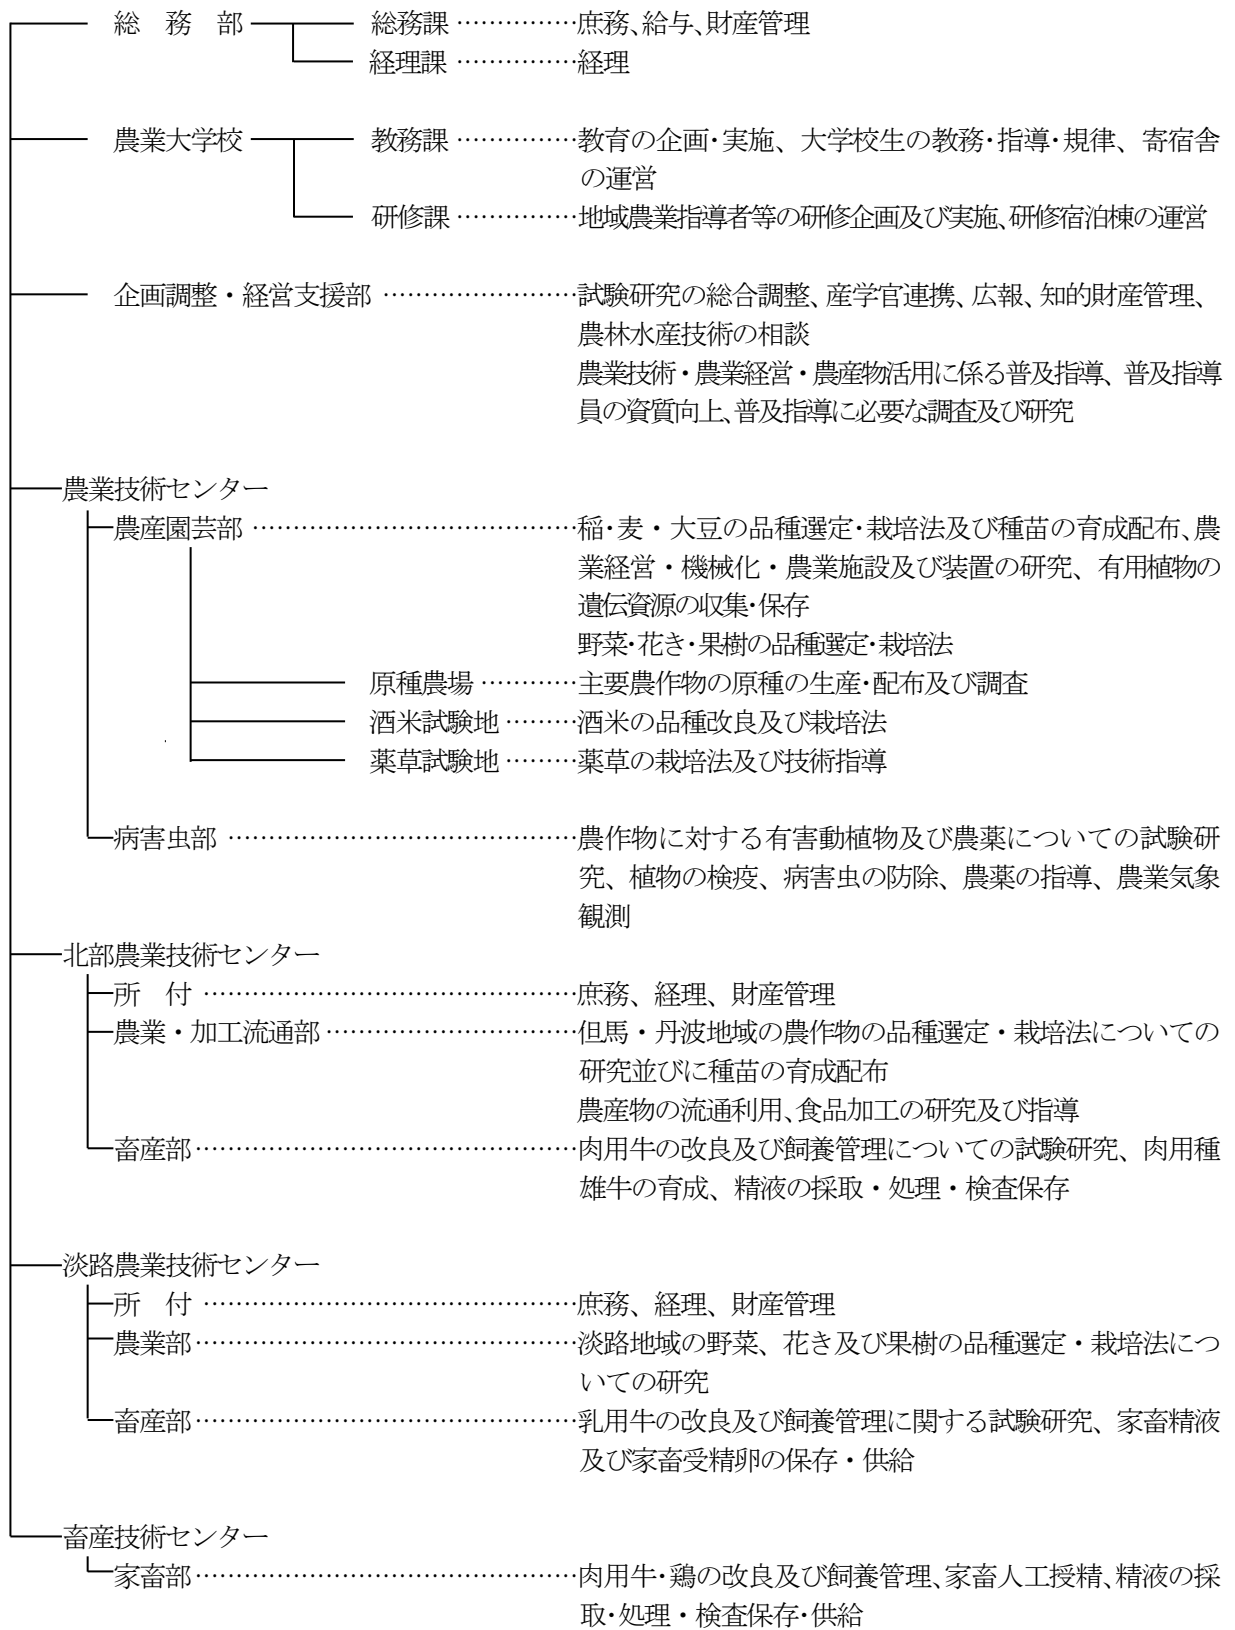 総　務　部　総務課 ……………庶務、給与、財産管理
経理課 ……………経理
農業大学校　教務課 ……………教育の企画･実施、大学校生の教務･指導･規律、寄宿舎
の運営
研修課 ……………地域農業指導者等の研修企画及び実施、研修宿泊棟の運営
企画調整・経営支援部 ……………………試験研究の総合調整、産学官連携、広報、知的財産管理、
農林水産技術の相談
農業技術・農業経営・農産物活用に係る普及指導、普及指導
員の資質向上、普及指導に必要な調査及び研究
農業技術センター
農産園芸部 ……………………………………稲･麦・大豆の品種選定･栽培法及び種苗の育成配布、農
業経営・機械化・農業施設及び装置の研究、有用植物の
遺伝資源の収集･保存
野菜･花き･果樹の品種選定･栽培法
原種農場 …………主要農作物の原種の生産･配布及び調査
酒米試験地 ………酒米の品種改良及び栽培法
薬草試験地 ………薬草の栽培法及び技術指導
病害虫部 ………………………………………農作物に対する有害動植物及び農薬についての試験研
究、植物の検疫、病害虫の防除、農薬の指導、農業気象
観測
北部農業技術センター
所　付 …………………………………………庶務、経理、財産管理
農業・加工流通部 ……………………………但馬・丹波地域の農作物の品種選定・栽培法についての
研究並びに種苗の育成配布
農産物の流通利用、食品加工の研究及び指導
畜産部…………………………………………肉用牛の改良及び飼養管理についての試験研究、肉用種
雄牛の育成、精液の採取・処理・検査保存
淡路農業技術センター
所　付 …………………………………………庶務、経理、財産管理
農業部…………………………………………淡路地域の野菜、花き及び果樹の品種選定・栽培法につ
いての研究
畜産部…………………………………………乳用牛の改良及び飼養管理に関する試験研究、家畜精液
及び家畜受精卵の保存・供給
畜産技術センター
家畜部…………………………………………肉用牛･鶏の改良及び飼養管理、家畜人工授精、精液の採
取･処理・検査保存･供給